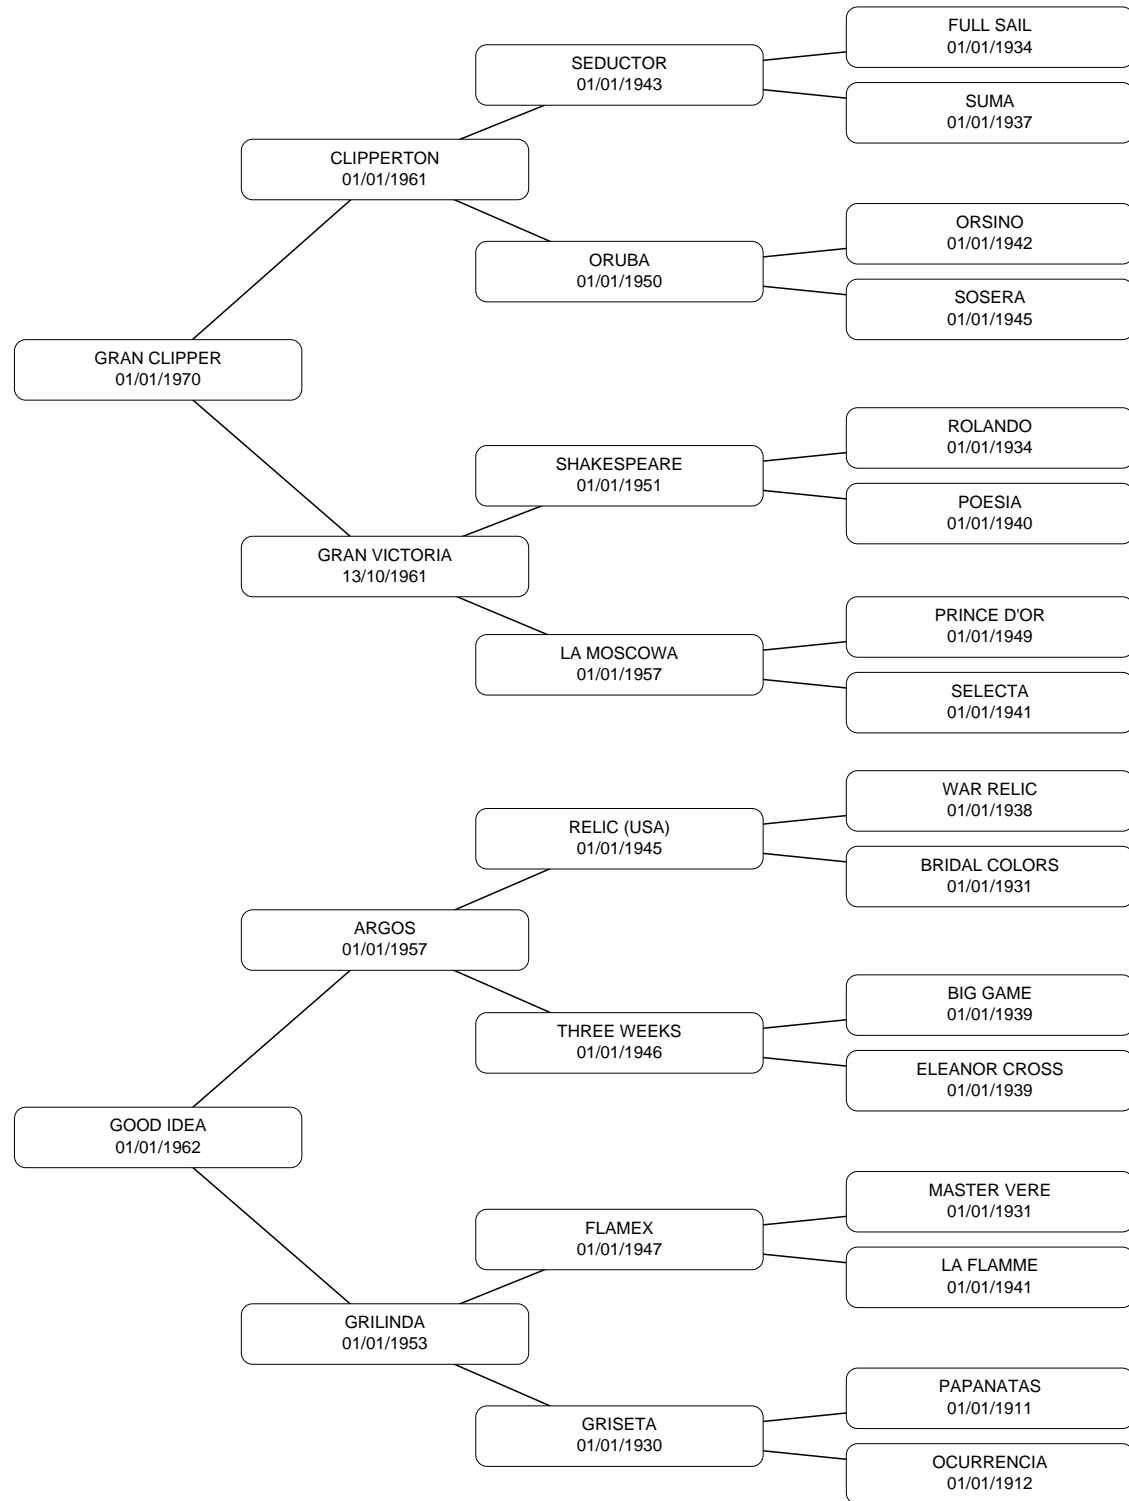 FULL SAIL
01/01/1934
SEDUCTOR
01/01/1943
SUMA
01/01/1937
CLIPPERTON
01/01/1961
ORSINO
01/01/1942
ORUBA
01/01/1950
SOSERA
01/01/1945
GRAN CLIPPER
01/01/1970
ROLANDO
01/01/1934
SHAKESPEARE
01/01/1951
POESIA
01/01/1940
GRAN VICTORIA
13/10/1961
PRINCE D'OR
01/01/1949
LA MOSCOWA
01/01/1957
SELECTA
01/01/1941
WAR RELIC
01/01/1938
RELIC (USA)
01/01/1945
BRIDAL COLORS
01/01/1931
ARGOS
01/01/1957
BIG GAME
01/01/1939
THREE WEEKS
01/01/1946
ELEANOR CROSS
01/01/1939
GOOD IDEA
01/01/1962
MASTER VERE
01/01/1931
FLAMEX
01/01/1947
LA FLAMME
01/01/1941
GRILINDA
01/01/1953
PAPANATAS
01/01/1911
GRISETA
01/01/1930
OCURRENCIA
01/01/1912